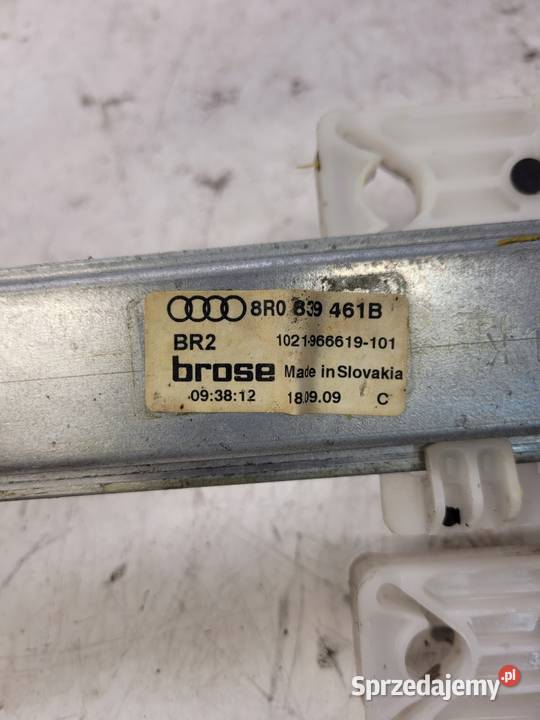 8R0 839 461B
BR2 1021966619-101
brose Made in Slovakia
09:38:12 18.09.09 C
Sprzedajemy.pl